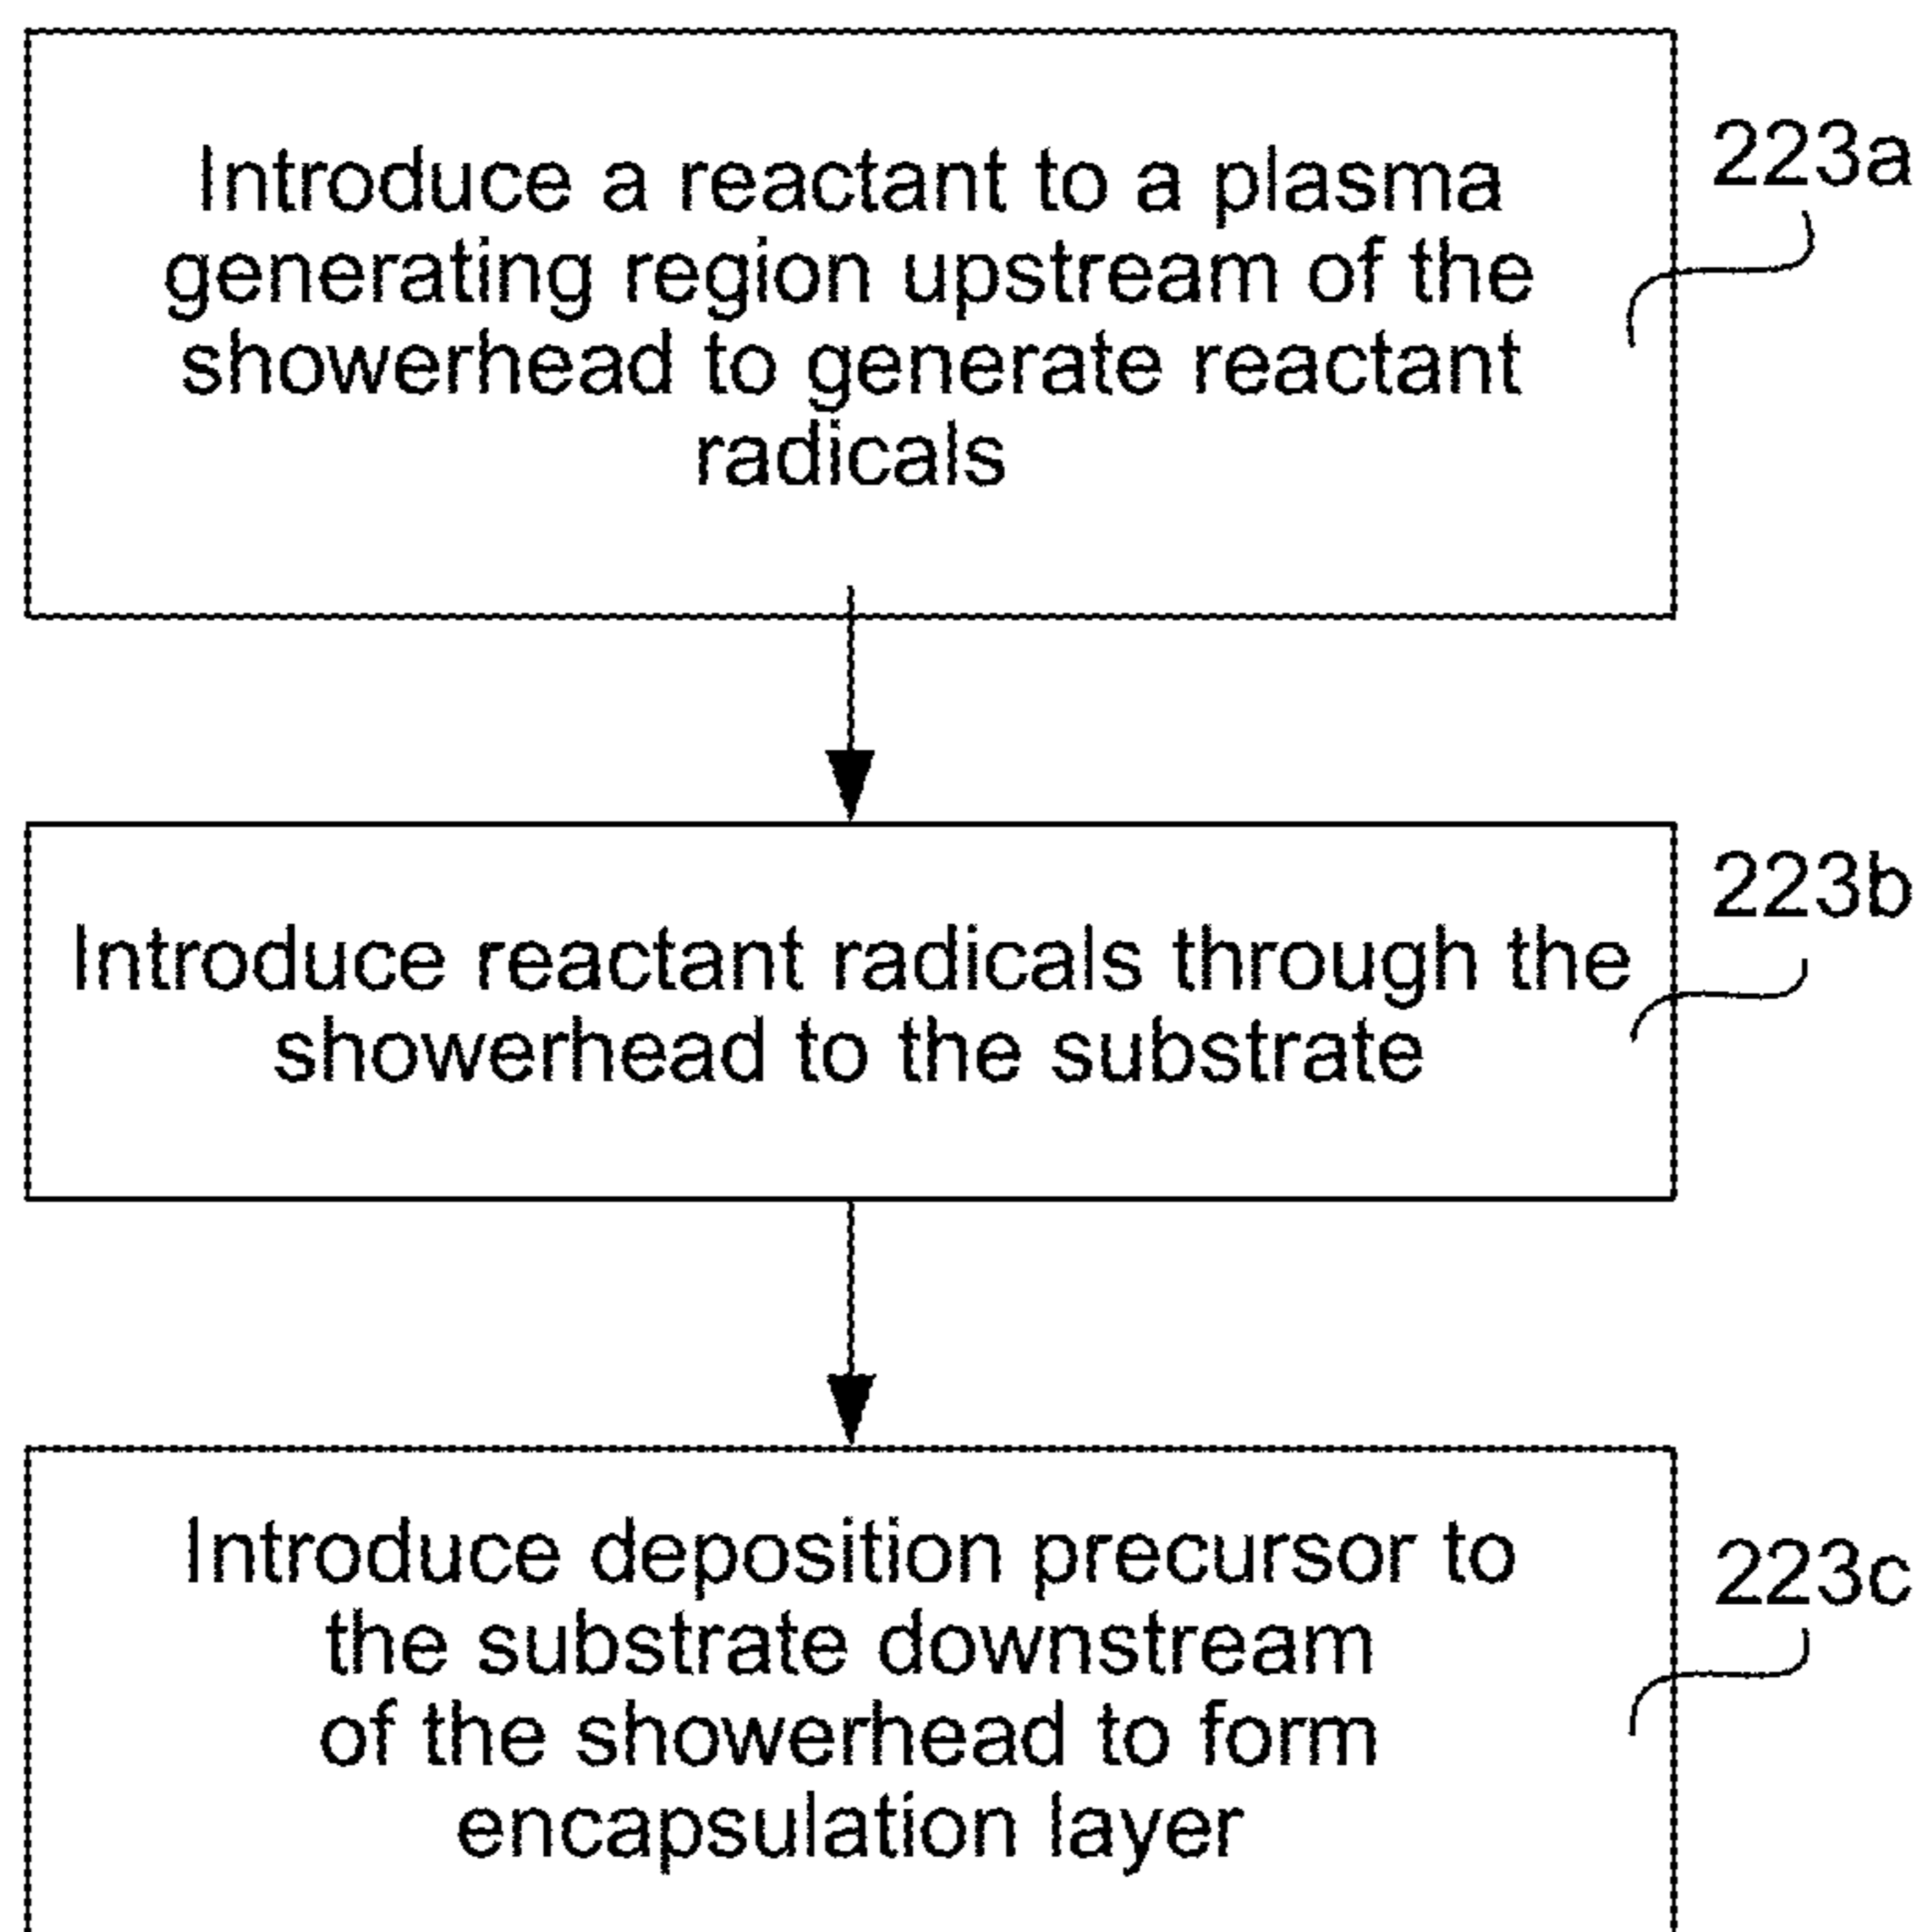 Introduce a reactant to a plasma
generating region upstream of the
showerhead to generate reactant
radicals
223a
Introduce reactant radicals through the
showerhead to the substrate
223b
Introduce deposition precursor to
the substrate downstream
of the showerhead to form
encapsulation layer
223c